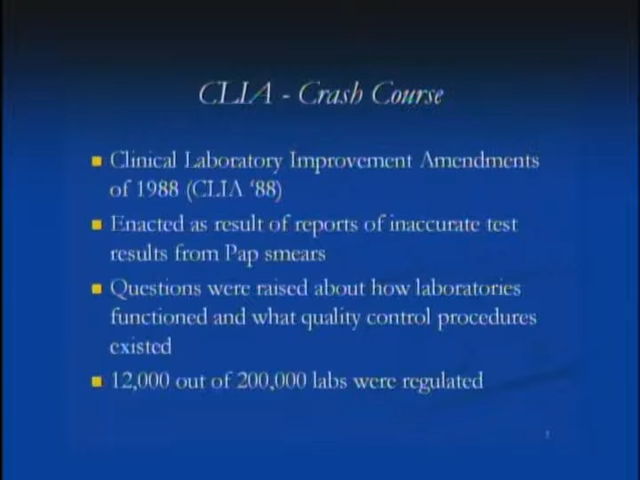 CLIA - Crash Course
Clinical Laboratory Improvement Amendments
of 1988 (CLIA '88)
Enacted as result of reports of inaccurate test
results from Pap smears
Questions were raised about how laboratories
functioned and what quality control procedures
existed
12,000 out of 200,000 labs were regulated